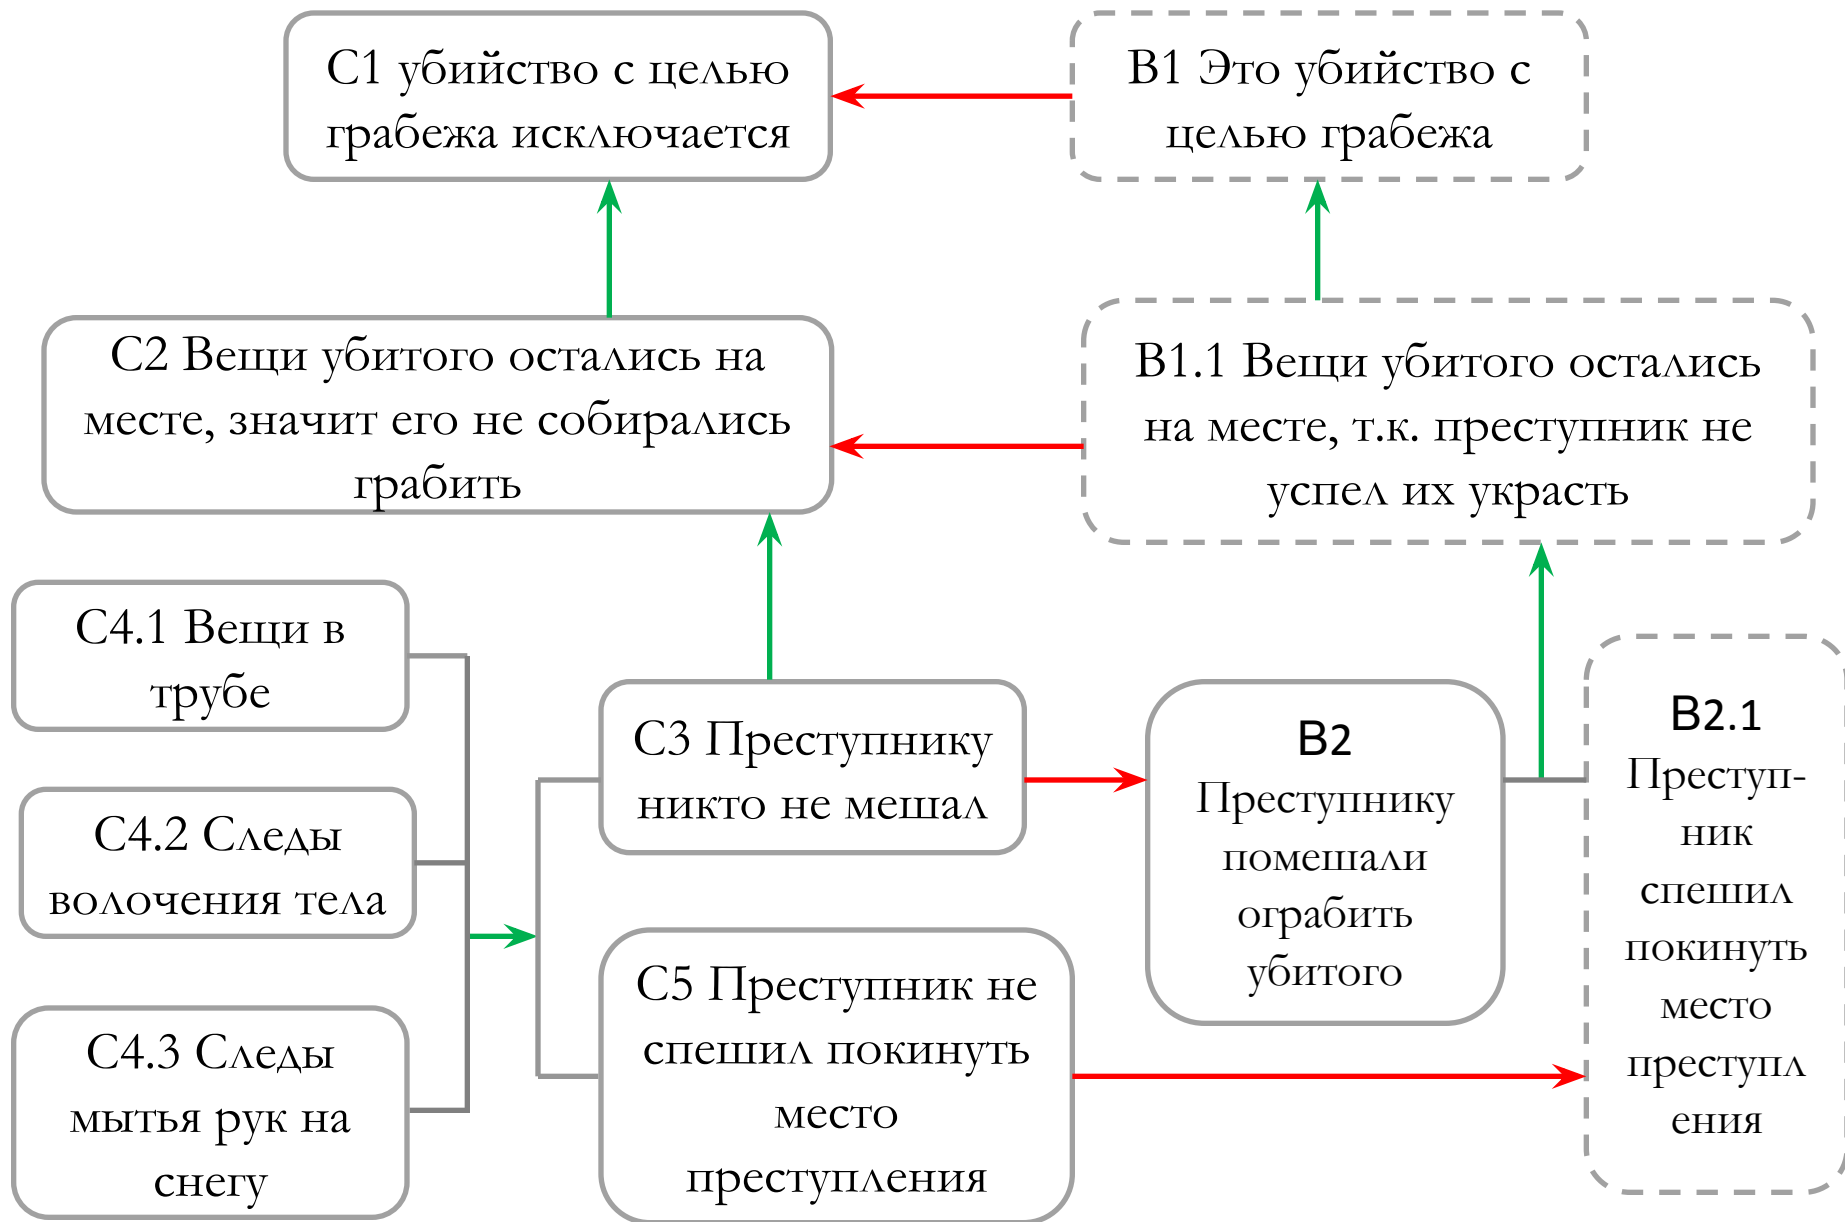 С1 убийство с целью
грабежа исключается
В1 Это убийство с
целью грабежа
С2 Вещи убитого остались на
месте, значит его не собирались
грабить
В1.1 Вещи убитого остались
на месте, т.к. преступник не
успел их украсть
С4.1 Вещи в
трубе
С4.2 Следы
волочения тела
С4.3 Следы
мытья рук на
снегу
С3 Преступнику
никто не мешал
С5 Преступник не
спешил покинуть
место
преступления
В2
Преступнику
помешали
ограбить
убитого
В2.1
Преступ-
ник
спешил
покинуть
место
преступл
ения